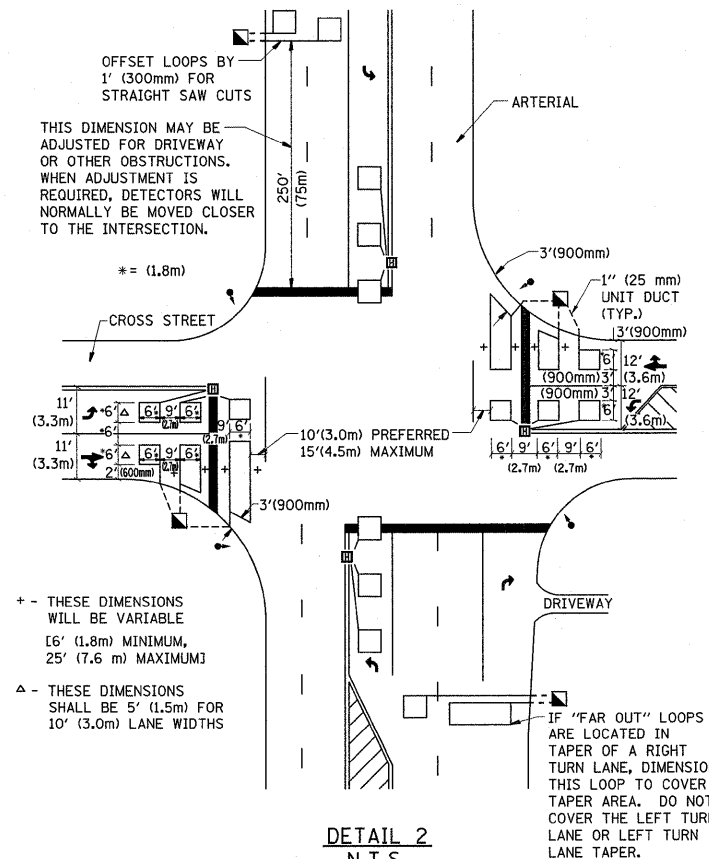 OFFSET LOOPS BY
1' (300mm) FOR
STRAIGHT SAW CUTS
ARTERIAL
THIS DIMENSION MAY BE
ADJUSTED FOR DRIVEWAY
OR OTHER OBSTRUCTIONS.
WHEN ADJUSTMENT IS
REQUIRED, DETECTORS WILL
NORMALLY BE MOVED CLOSER
TO THE INTERSECTION.
250'
(75m)
* = (1.8m)
H
3'(900mm)
1" (25 mm)
UNIT DUCT
(TYP.)
CROSS STREET
3'(900mm)
*6' 12'
(3.6m)
(900mm) 3'
(900mm) 3' 12'
*6'
(3.6m)
H
H
11'
(3.3m)
*6' △ 6' 9' 6'
* (2.7m) *
9' 6'
(2.7m) *
11'
(3.3m)
*6' △ 6' 9' 6'
* (2.7m) *
2' (600mm)
10'(3.0m) PREFERRED
15'(4.5m) MAXIMUM
6' 9' 6' 9' 6'
* * *
(2.7m) (2.7m)
3'(900mm)
H
+ - THESE DIMENSIONS
WILL BE VARIABLE
[6' (1.8m) MINIMUM,
25' (7.6 m) MAXIMUM]
△ - THESE DIMENSIONS
SHALL BE 5' (1.5m) FOR
10' (3.0m) LANE WIDTHS
DRIVEWAY
IF "FAR OUT" LOOPS
ARE LOCATED IN
TAPER OF A RIGHT
TURN LANE, DIMENSIO
THIS LOOP TO COVER
TAPER AREA. DO NOT
COVER THE LEFT TUR
LANE OR LEFT TURN
LANE TAPER.
DETAIL 2
N.T.S.